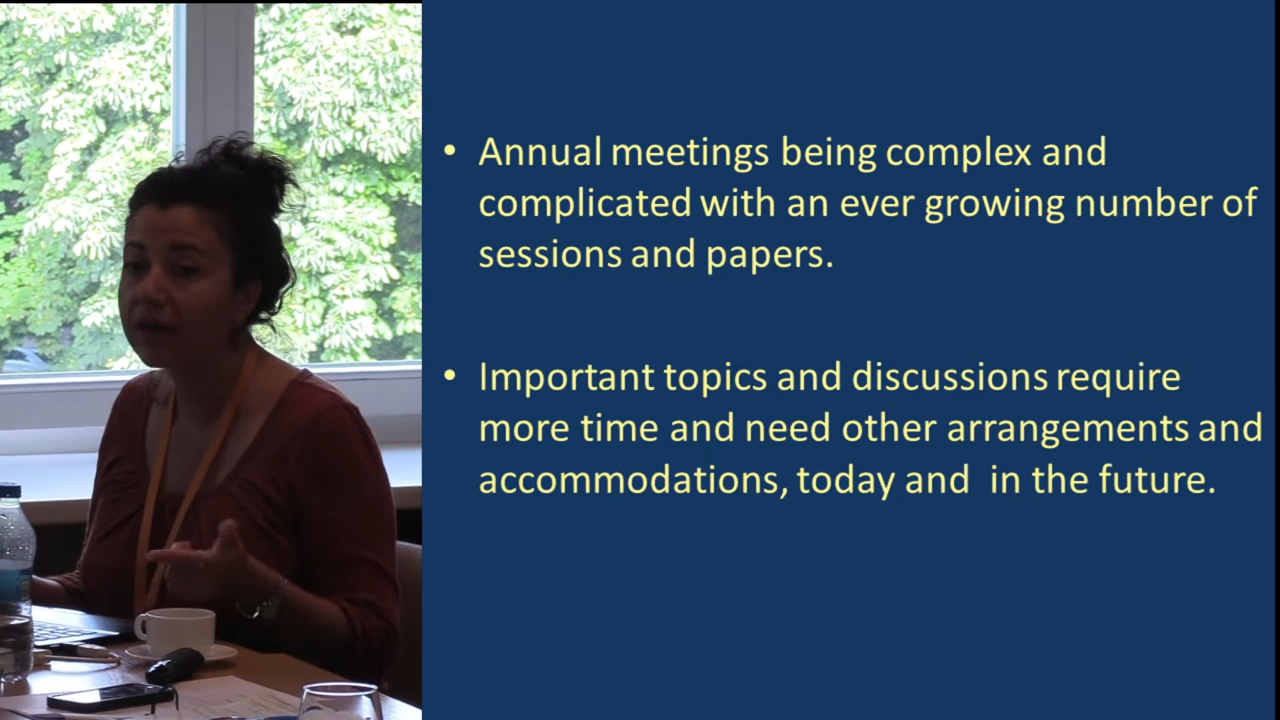 • Annual meetings being complex and
complicated with an ever growing number of
sessions and papers.
• Important topics and discussions require
more time and need other arrangements and
accommodations, today and  in the future.